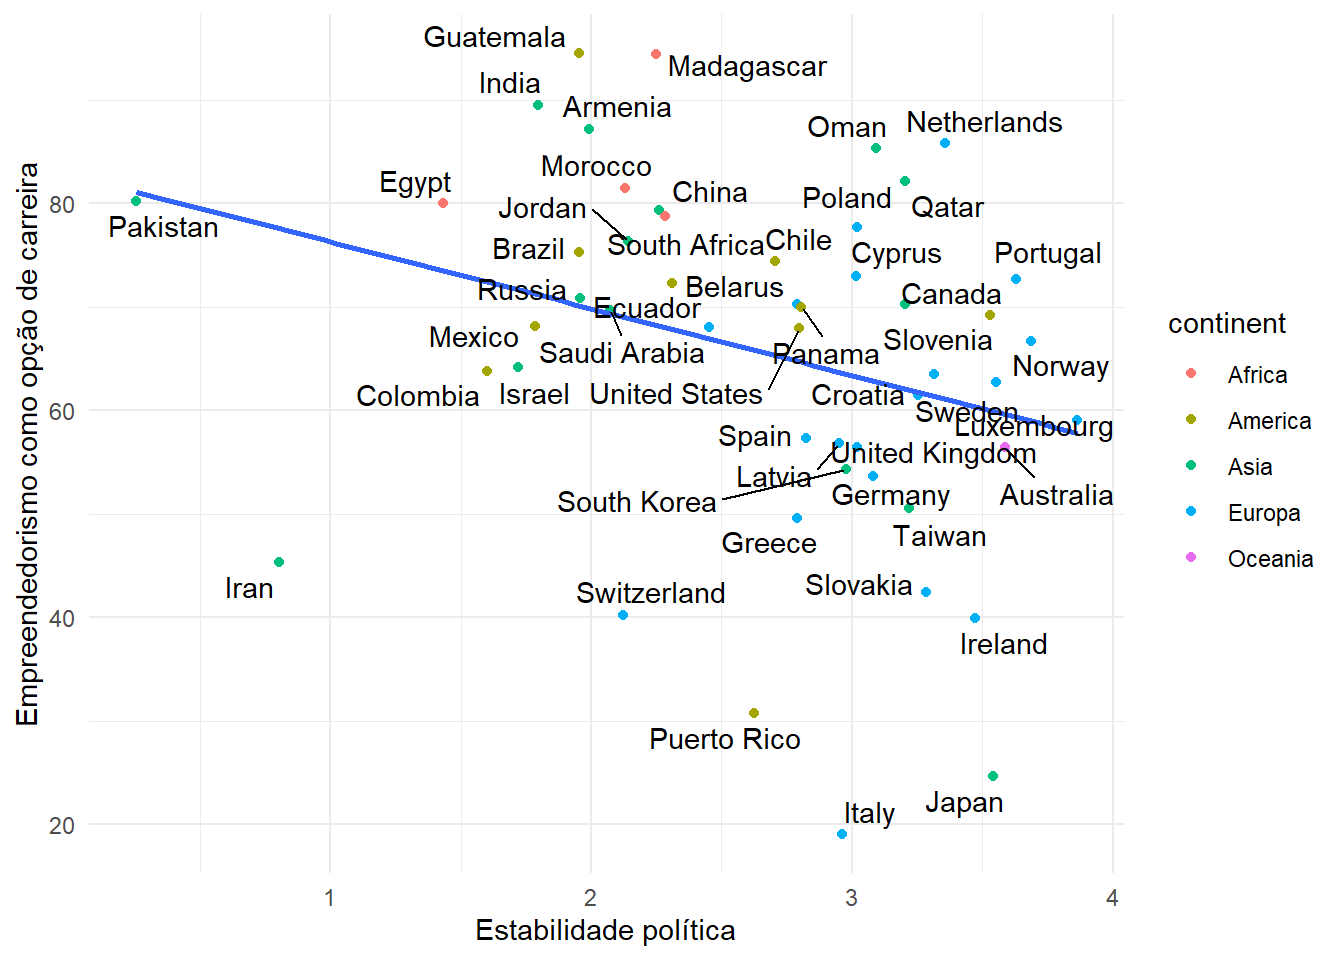 Guatemala
Madagascar
India
Armenia
Oman
Netherlands
Morocco
Egypt
China
Poland
Qatar
Jordan
Pakistan
South Africa
Chile
Brazil
Cyprus
Portugal
Russia
Belarus
Canada
Ecuador
Mexico
Saudi Arabia
Panama
Slovenia
Norway
Colombia
Israel
United States
Croatia
Sweden
Luxembourg
Spain
United Kingdom
Latvia
South Korea
Germany
Australia
Greece
Taiwan
Iran
Switzerland
Slovakia
Ireland
Puerto Rico
Japan
Italy
80
60
40
20
1
2
3
4
Estabilidade política
Empreendedorismo como opção de carreira
continent
Africa
America
Asia
Europa
Oceania